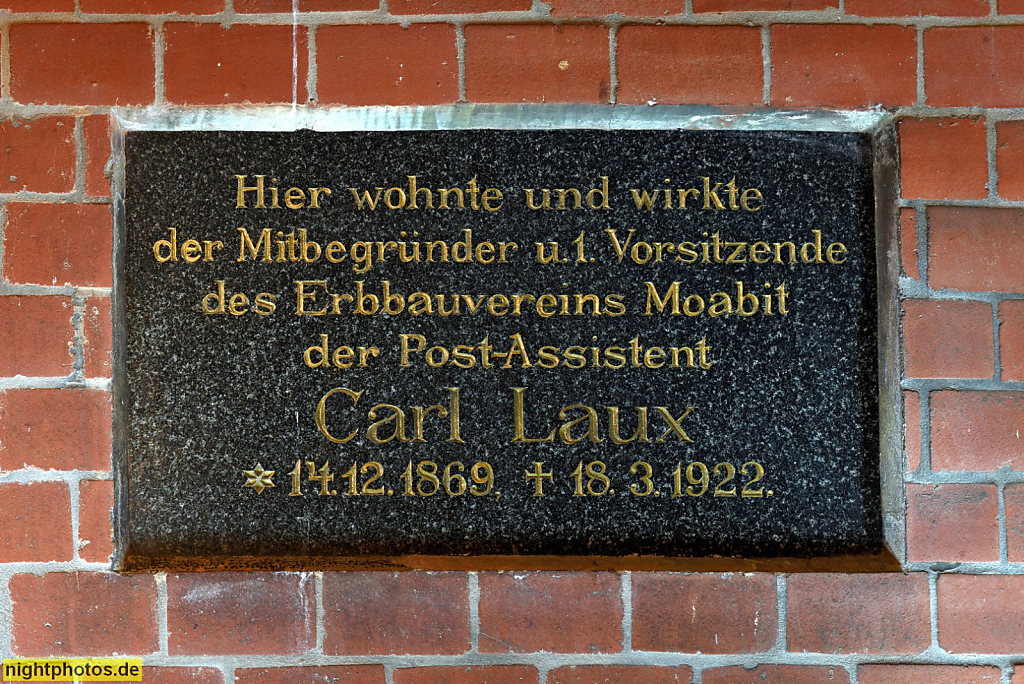 Hier wohnte und wirkte
der Mitbegründer u. 1. Vorsitzende
des Erbbauvereins Moabit
der Post-Assistent
Carl Laux
✶ 14.12.1869. † 18.3.1922.
nightphotos.de